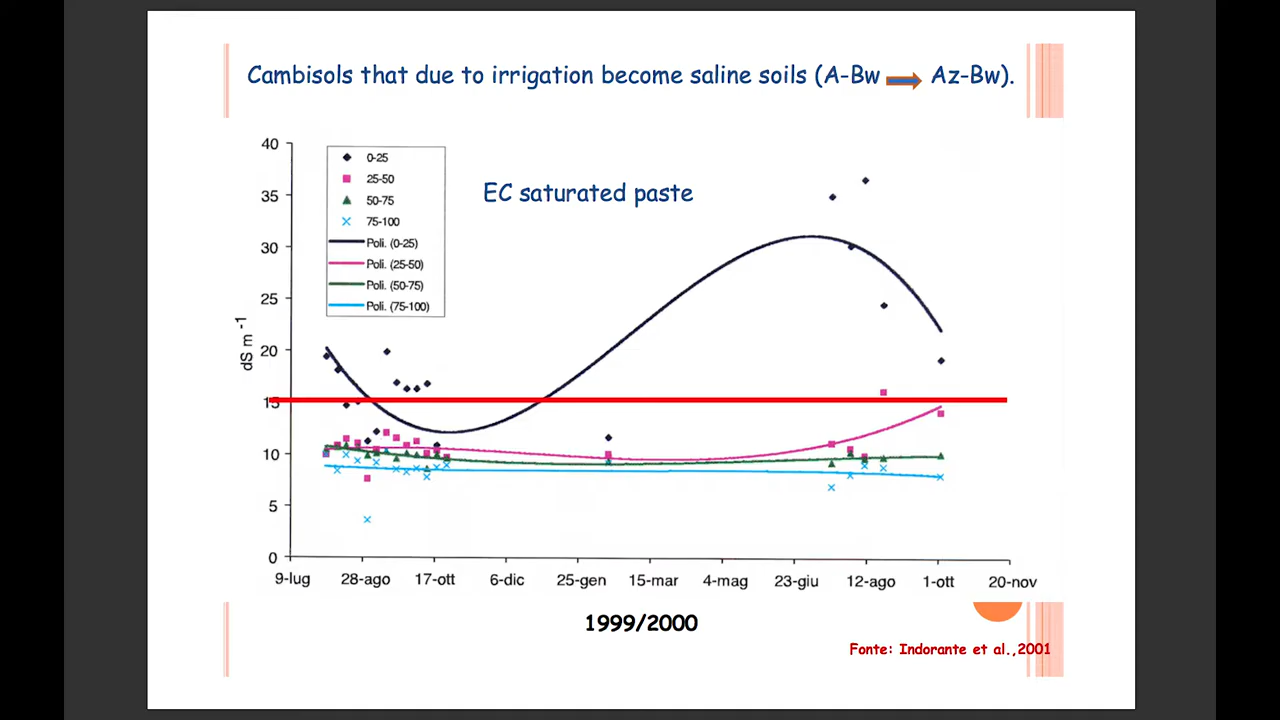 Cambisols that due to irrigation become saline soils (A-Bw Az-Bw).
EC saturated paste
0-25
25-50
50-75
75-100
Poli. (0-25)
Poli. (25-50)
Poli. (50-75)
Poli. (75-100)
dS m⁻¹
40
35
30
25
20
15
10
5
0
9-lug 28-ago 17-ott 6-dic 25-gen 15-mar 4-mag 23-giu 12-ago 1-ott 20-nov
1999/2000
Fonte: Indorante et al.,2001